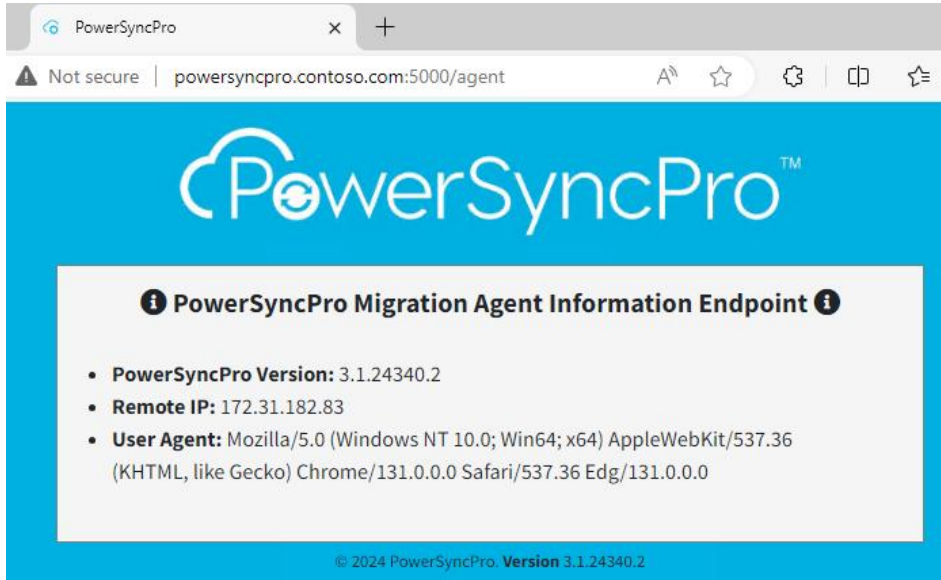 PowerSyncPro
Not secure powersyncpro.contoso.com:5000/agent
PowerSyncPro™
PowerSyncPro Migration Agent Information Endpoint
• PowerSyncPro Version: 3.1.24340.2
• Remote IP: 172.31.182.83
• User Agent: Mozilla/5.0 (Windows NT 10.0; Win64; x64) AppleWebKit/537.36
(KHTML, like Gecko) Chrome/131.0.0.0 Safari/537.36 Edg/131.0.0.0
© 2024 PowerSyncPro. Version 3.1.24340.2